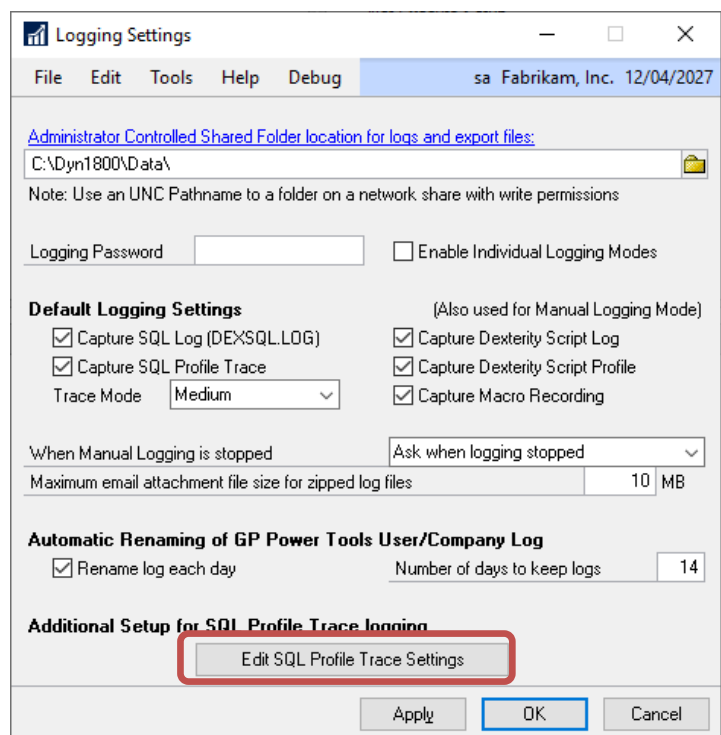 Logging Settings
File Edit Tools Help Debug sa Fabrikam, Inc. 12/04/2027
Administrator Controlled Shared Folder location for logs and export files:
C:\Dyn1800\Data\
Note: Use an UNC Pathname to a folder on a network share with write permissions
Logging Password Enable Individual Logging Modes
Default Logging Settings (Also used for Manual Logging Mode)
Capture SQL Log (DEXSQL.LOG) Capture Dexterity Script Log
Capture SQL Profile Trace Capture Dexterity Script Profile
Trace Mode Medium Capture Macro Recording
When Manual Logging is stopped Ask when logging stopped
Maximum email attachment file size for zipped log files 10 MB
Automatic Renaming of GP Power Tools User/Company Log
Rename log each day Number of days to keep logs 14
Additional Setup for SQL Profile Trace logging
Edit SQL Profile Trace Settings
Apply OK Cancel